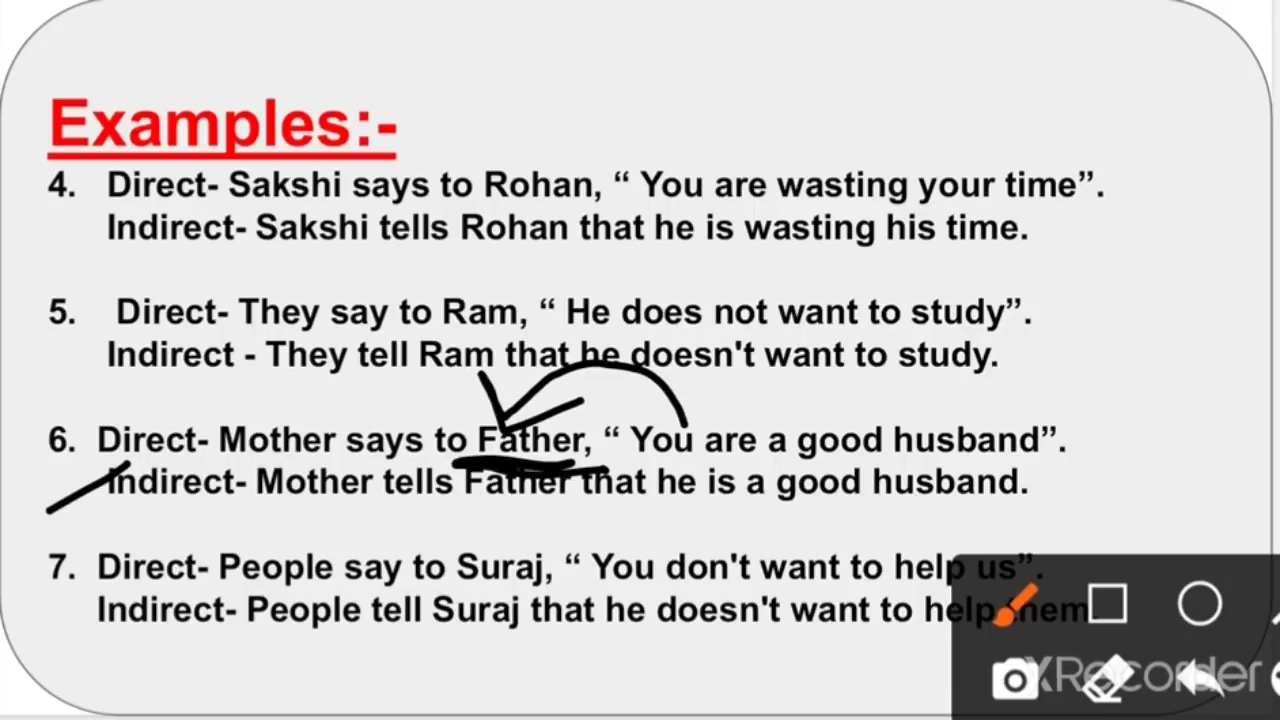 Examples:-
4. Direct- Sakshi says to Rohan, “ You are wasting your time”.
Indirect- Sakshi tells Rohan that he is wasting his time.
5. Direct- They say to Ram, “ He does not want to study”.
Indirect - They tell Ram that he doesn't want to study.
6. Direct- Mother says to Father, “ You are a good husband”.
Indirect- Mother tells Father that he is a good husband.
7. Direct- People say to Suraj, “ You don't want to help us”.
Indirect- People tell Suraj that he doesn't want to help them
XRecorder